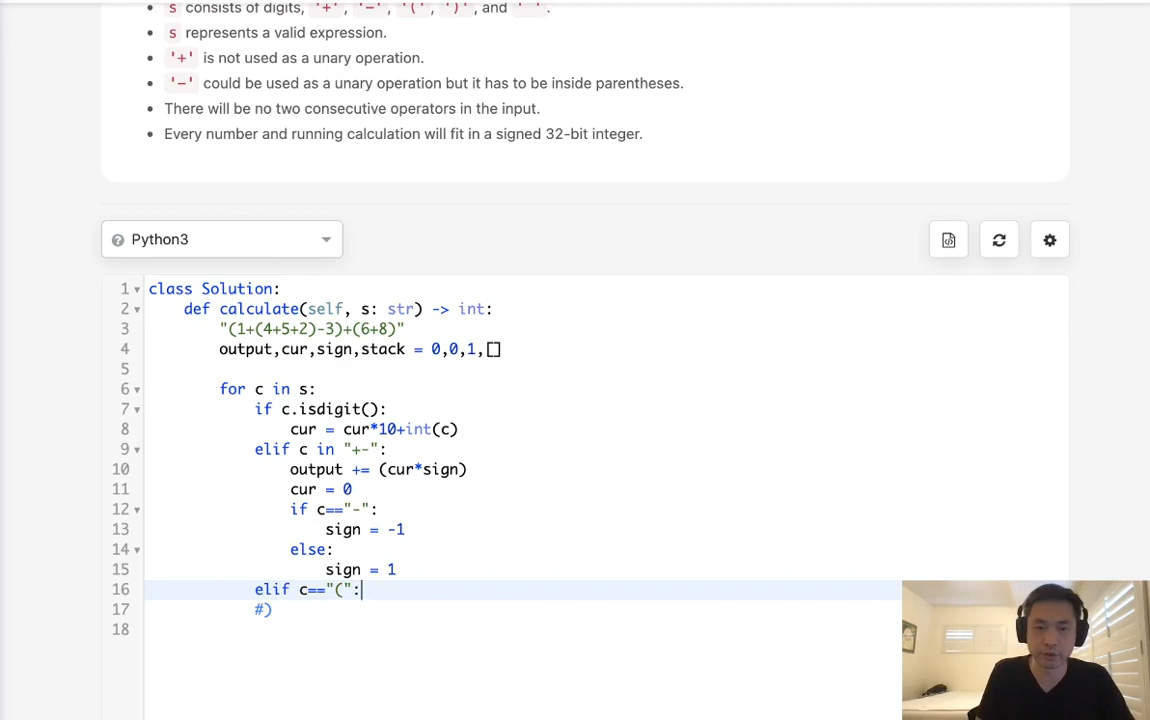 s consists of digits, '+', '-', '(', ')', and ' '.
s represents a valid expression.
'+' is not used as a unary operation.
'-' could be used as a unary operation but it has to be inside parentheses.
There will be no two consecutive operators in the input.
Every number and running calculation will fit in a signed 32-bit integer.
Python3
1 class Solution:
2 def calculate(self, s: str) -> int:
3 "(1+(4+5+2)-3)+(6+8)"
4 output,cur,sign,stack = 0,0,1,[]
5
6 for c in s:
7 if c.isdigit():
8 cur = cur*10+int(c)
9 elif c in "+-":
10 output += (cur*sign)
11 cur = 0
12 if c=="-":
13 sign = -1
14 else:
15 sign = 1
16 elif c=="(":
17 #)
18